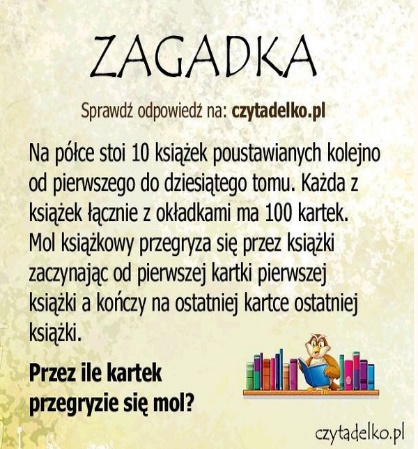 ZAGADKA
Sprawdź odpowiedź na: czytadelko.pl
Na półce stoi 10 książek poustawianych kolejno
od pierwszego do dziesiątego tomu. Każda z
książek łącznie z okładkami ma 100 kartek.
Mol książkowy przegryza się przez książki
zaczynając od pierwszej kartki pierwszej
książki a kończy na ostatniej kartce ostatniej
książki.
Przez ile kartek
przegryzie się mol?
czytadelko.pl